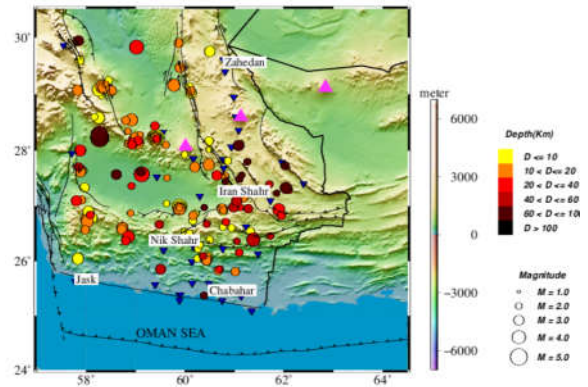 30.5°
30°
28°
26°
24°
58°
60°
62°
64°
Zahedan
Iran Shahr
Nik Shahr
Jask
Chabahar
OMAN SEA
meter
6000
3000
0
-3000
-6000
Depth(Km)
D <= 10
10 < D<= 20
20 < D<= 40
40 < D<= 60
60 < D<= 100
D > 100
Magnitude
M = 1.0
M = 2.0
M = 3.0
M = 4.0
M = 5.0